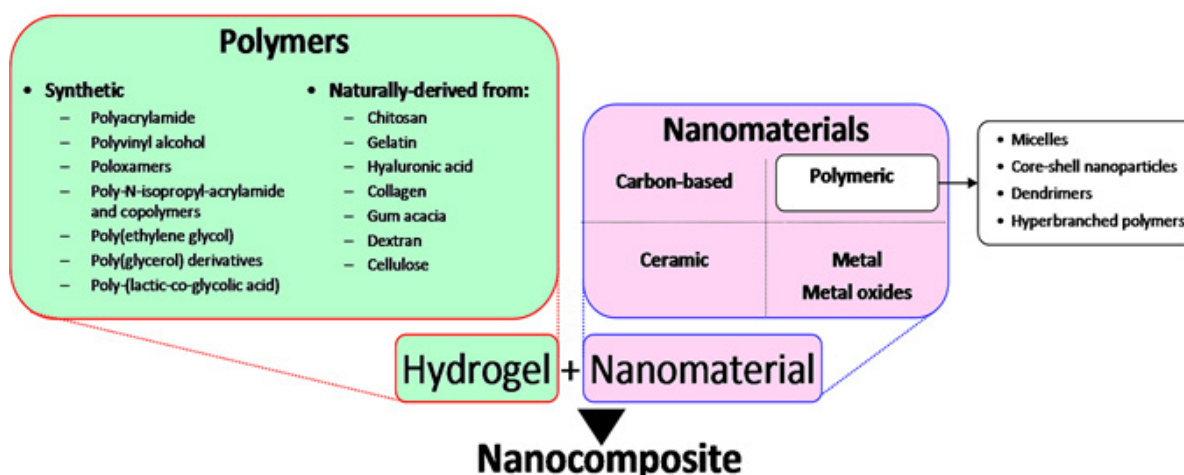 Polymers
• Synthetic
– Polyacrylamide
– Polyvinyl alcohol
– Poloxamers
– Poly-N-isopropyl-acrylamide
and copolymers
– Poly(ethylene glycol)
– Poly(glycerol) derivatives
– Poly-(lactic-co-glycolic acid)
• Naturally-derived from:
– Chitosan
– Gelatin
– Hyaluronic acid
– Collagen
– Gum acacia
– Dextran
– Cellulose
Nanomaterials
Carbon-based
Polymeric
Ceramic
Metal
Metal oxides
• Micelles
• Core-shell nanoparticles
• Dendrimers
• Hyperbranched polymers
Hydrogel + Nanomaterial
Nanocomposite